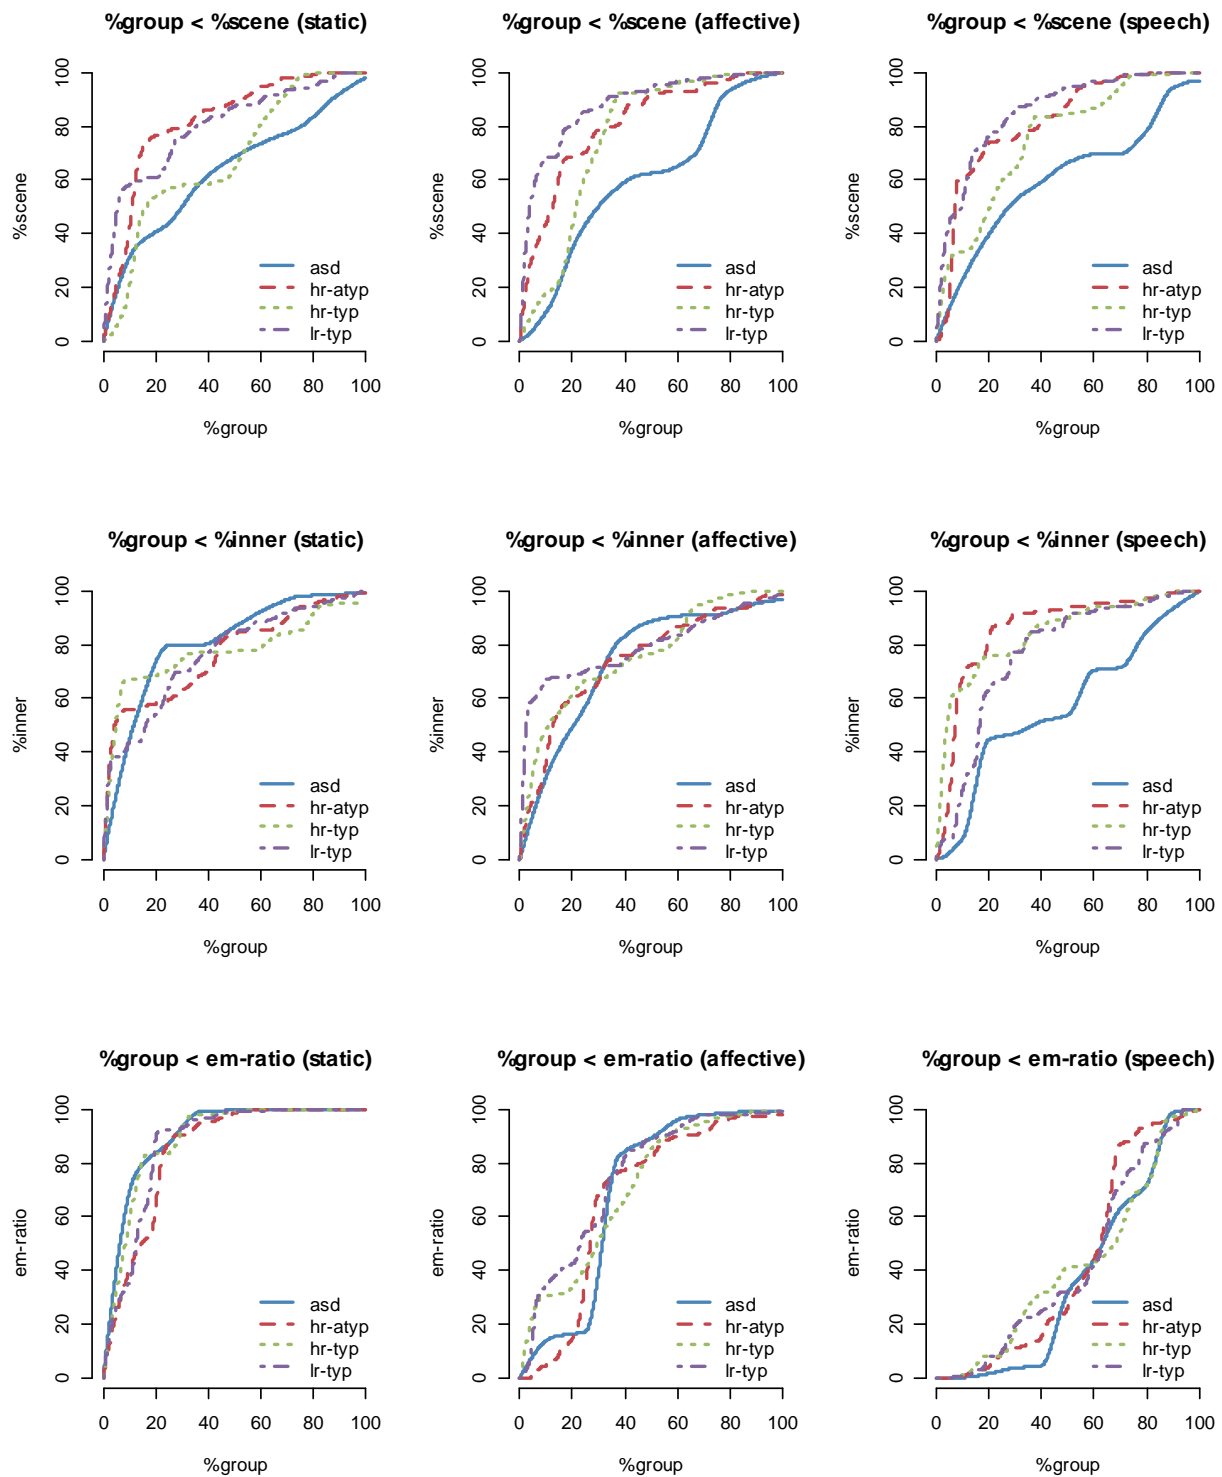 %group < %scene (static)
%scene
0 20 40 60 80 100
0 20 40 60 80 100
%group
asd
hr-atyp
hr-typ
lr-typ
%group < %scene (affective)
%scene
0 20 40 60 80 100
0 20 40 60 80 100
%group
asd
hr-atyp
hr-typ
lr-typ
%group < %scene (speech)
%scene
0 20 40 60 80 100
0 20 40 60 80 100
%group
asd
hr-atyp
hr-typ
lr-typ
%group < %inner (static)
%inner
0 20 40 60 80 100
0 20 40 60 80 100
%group
asd
hr-atyp
hr-typ
lr-typ
%group < %inner (affective)
%inner
0 20 40 60 80 100
0 20 40 60 80 100
%group
asd
hr-atyp
hr-typ
lr-typ
%group < %inner (speech)
%inner
0 20 40 60 80 100
0 20 40 60 80 100
%group
asd
hr-atyp
hr-typ
lr-typ
%group < em-ratio (static)
em-ratio
0 20 40 60 80 100
0 20 40 60 80 100
%group
asd
hr-atyp
hr-typ
lr-typ
%group < em-ratio (affective)
em-ratio
0 20 40 60 80 100
0 20 40 60 80 100
%group
asd
hr-atyp
hr-typ
lr-typ
%group < em-ratio (speech)
em-ratio
0 20 40 60 80 100
0 20 40 60 80 100
%group
asd
hr-atyp
hr-typ
lr-typ